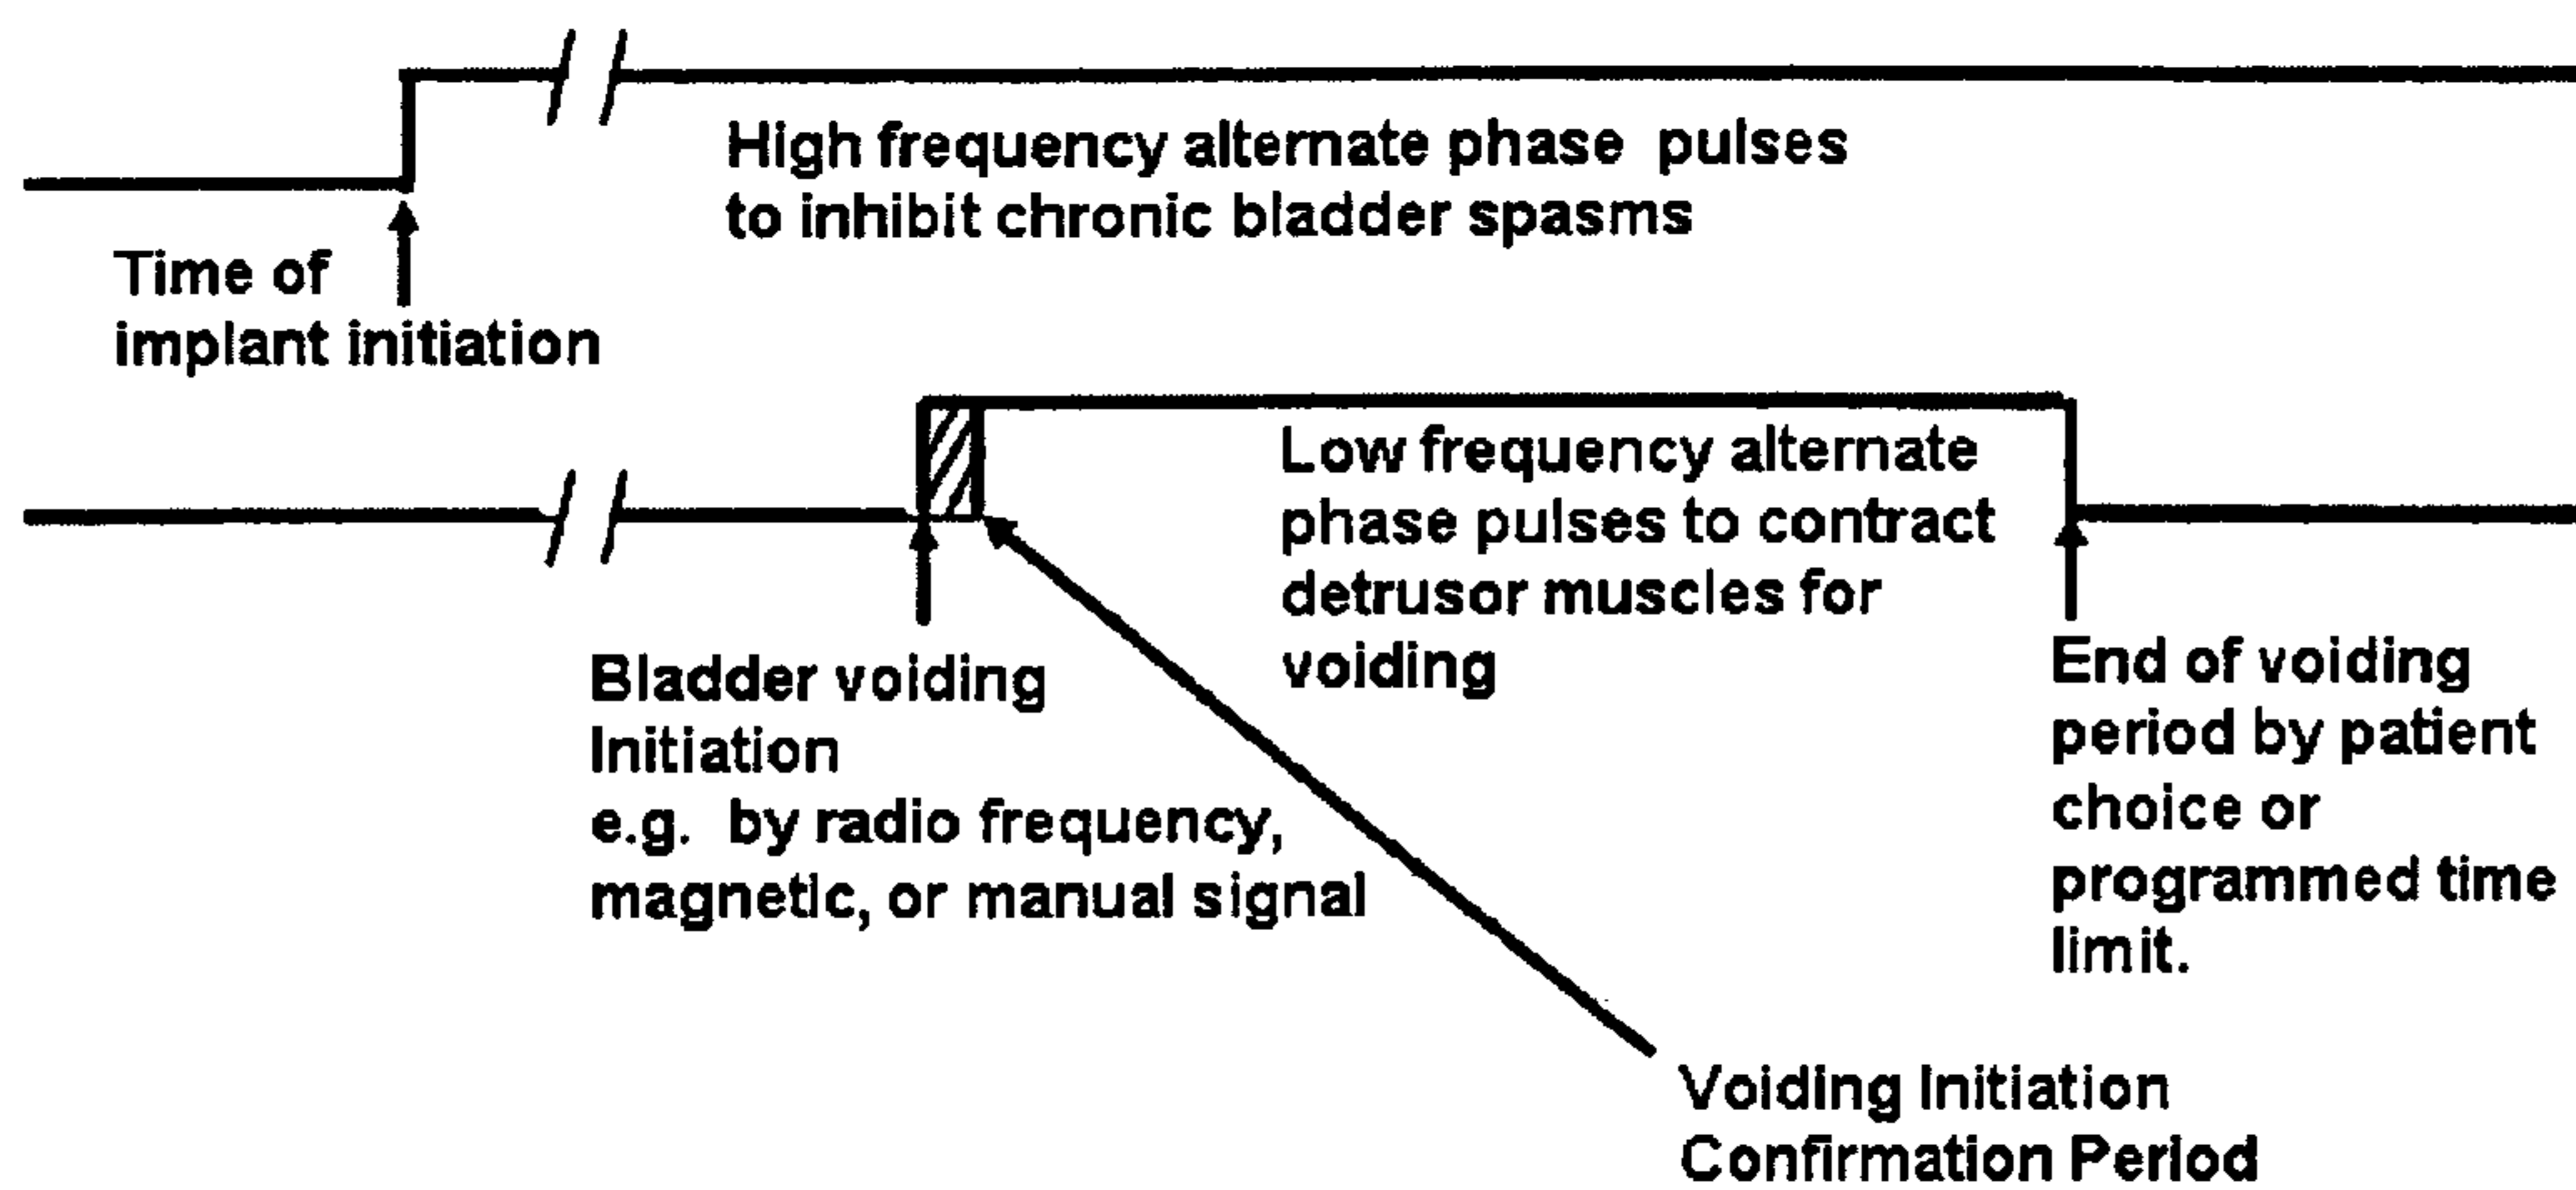 High frequency alternate phase pulses
to inhibit chronic bladder spasms
Time of
implant initiation
Low frequency alternate
phase pulses to contract
detrusor muscles for
voiding
Bladder voiding
Initiation
e.g. by radio frequency,
magnetic, or manual signal
End of voiding
period by patient
choice or
programmed time
limit.
Voiding Initiation
Confirmation Period